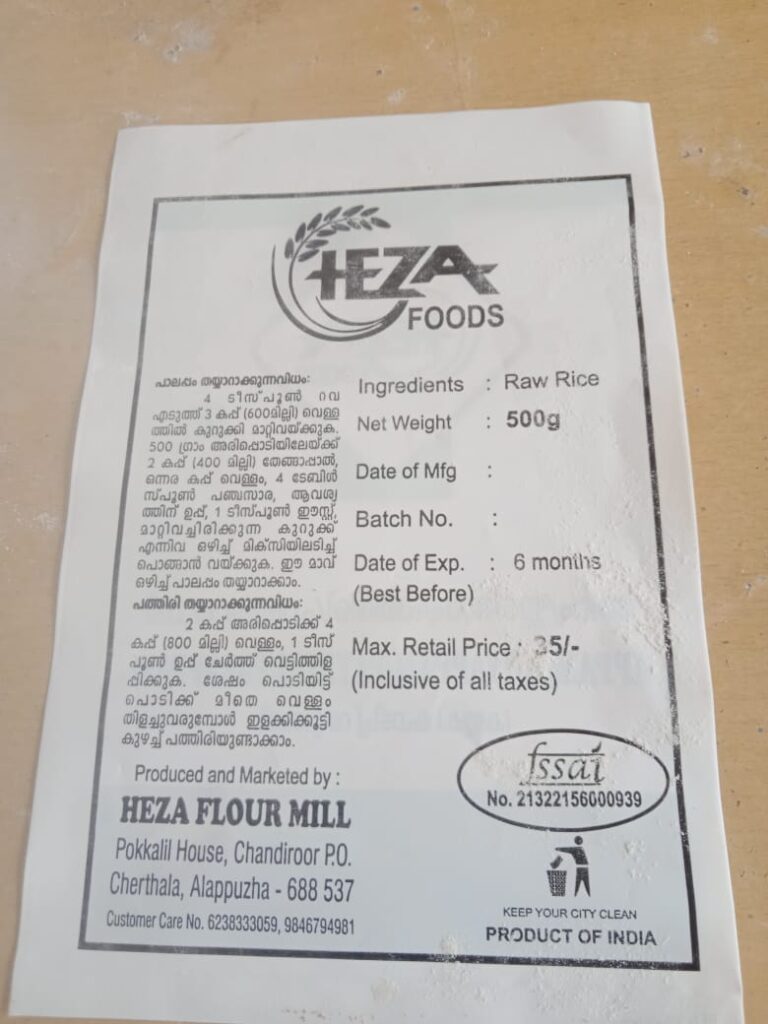 HEZA
FOODS
പാലപ്പം തയ്യാറാക്കുന്നവിധം:
4 ടീസ്പൂൺ റവ
എടുത്ത് 3 കപ്പ് (600മില്ലി) വെള്ള
ത്തിൽ കുറുക്കി മാറ്റിവയ്ക്കുക.
500 ഗ്രാം അരിപ്പൊടിയിലേയ്ക്ക്
2 കപ്പ് (400 മില്ലി) തേങ്ങാപ്പാൽ,
ഒന്നര കപ്പ് വെള്ളം, 4 ടേബിൾ
സ്പൂൺ പഞ്ചസാര, ആവശ്യ
ത്തിന് ഉപ്പ്, 1 ടീസ്പൂൺ ഈസ്റ്റ്,
മാറ്റിവച്ചിരിക്കുന്ന കുറുക്ക്
എന്നിവ ഒഴിച്ച് മിക്സിയിലടിച്ച്
പൊങ്ങാൻ വയ്ക്കുക. ഈ മാവ്
ഒഴിച്ച് പാലപ്പം തയ്യാറാക്കാം.
പത്തിരി തയ്യാറാക്കുന്നവിധം:
2 കപ്പ് അരിപ്പൊടിക്ക് 4
കപ്പ് (800 മില്ലി) വെള്ളം, 1 ടീസ്
പൂൺ ഉപ്പ് ചേർത്ത് വെട്ടിത്തിള
പ്പിക്കുക. ശേഷം പൊടിയിട്ട്
പൊടിക്ക് മീതെ വെള്ളം
തിളച്ചുവരുമ്പോൾ ഇളക്കിക്കൂട്ടി
കുഴച്ച് പത്തിരിയുണ്ടാക്കാം.
Ingredients : Raw Rice
Net Weight : 500g
Date of Mfg :
Batch No. :
Date of Exp. : 6 months
(Best Before)
Max. Retail Price : 35/-
(Inclusive of all taxes)
Produced and Marketed by :
HEZA FLOUR MILL
Pokkalil House, Chandiroor P.O.
Cherthala, Alappuzha - 688 537
Customer Care No. 6238333059, 9846794981
fssai
No. 21322156000939
KEEP YOUR CITY CLEAN
PRODUCT OF INDIA